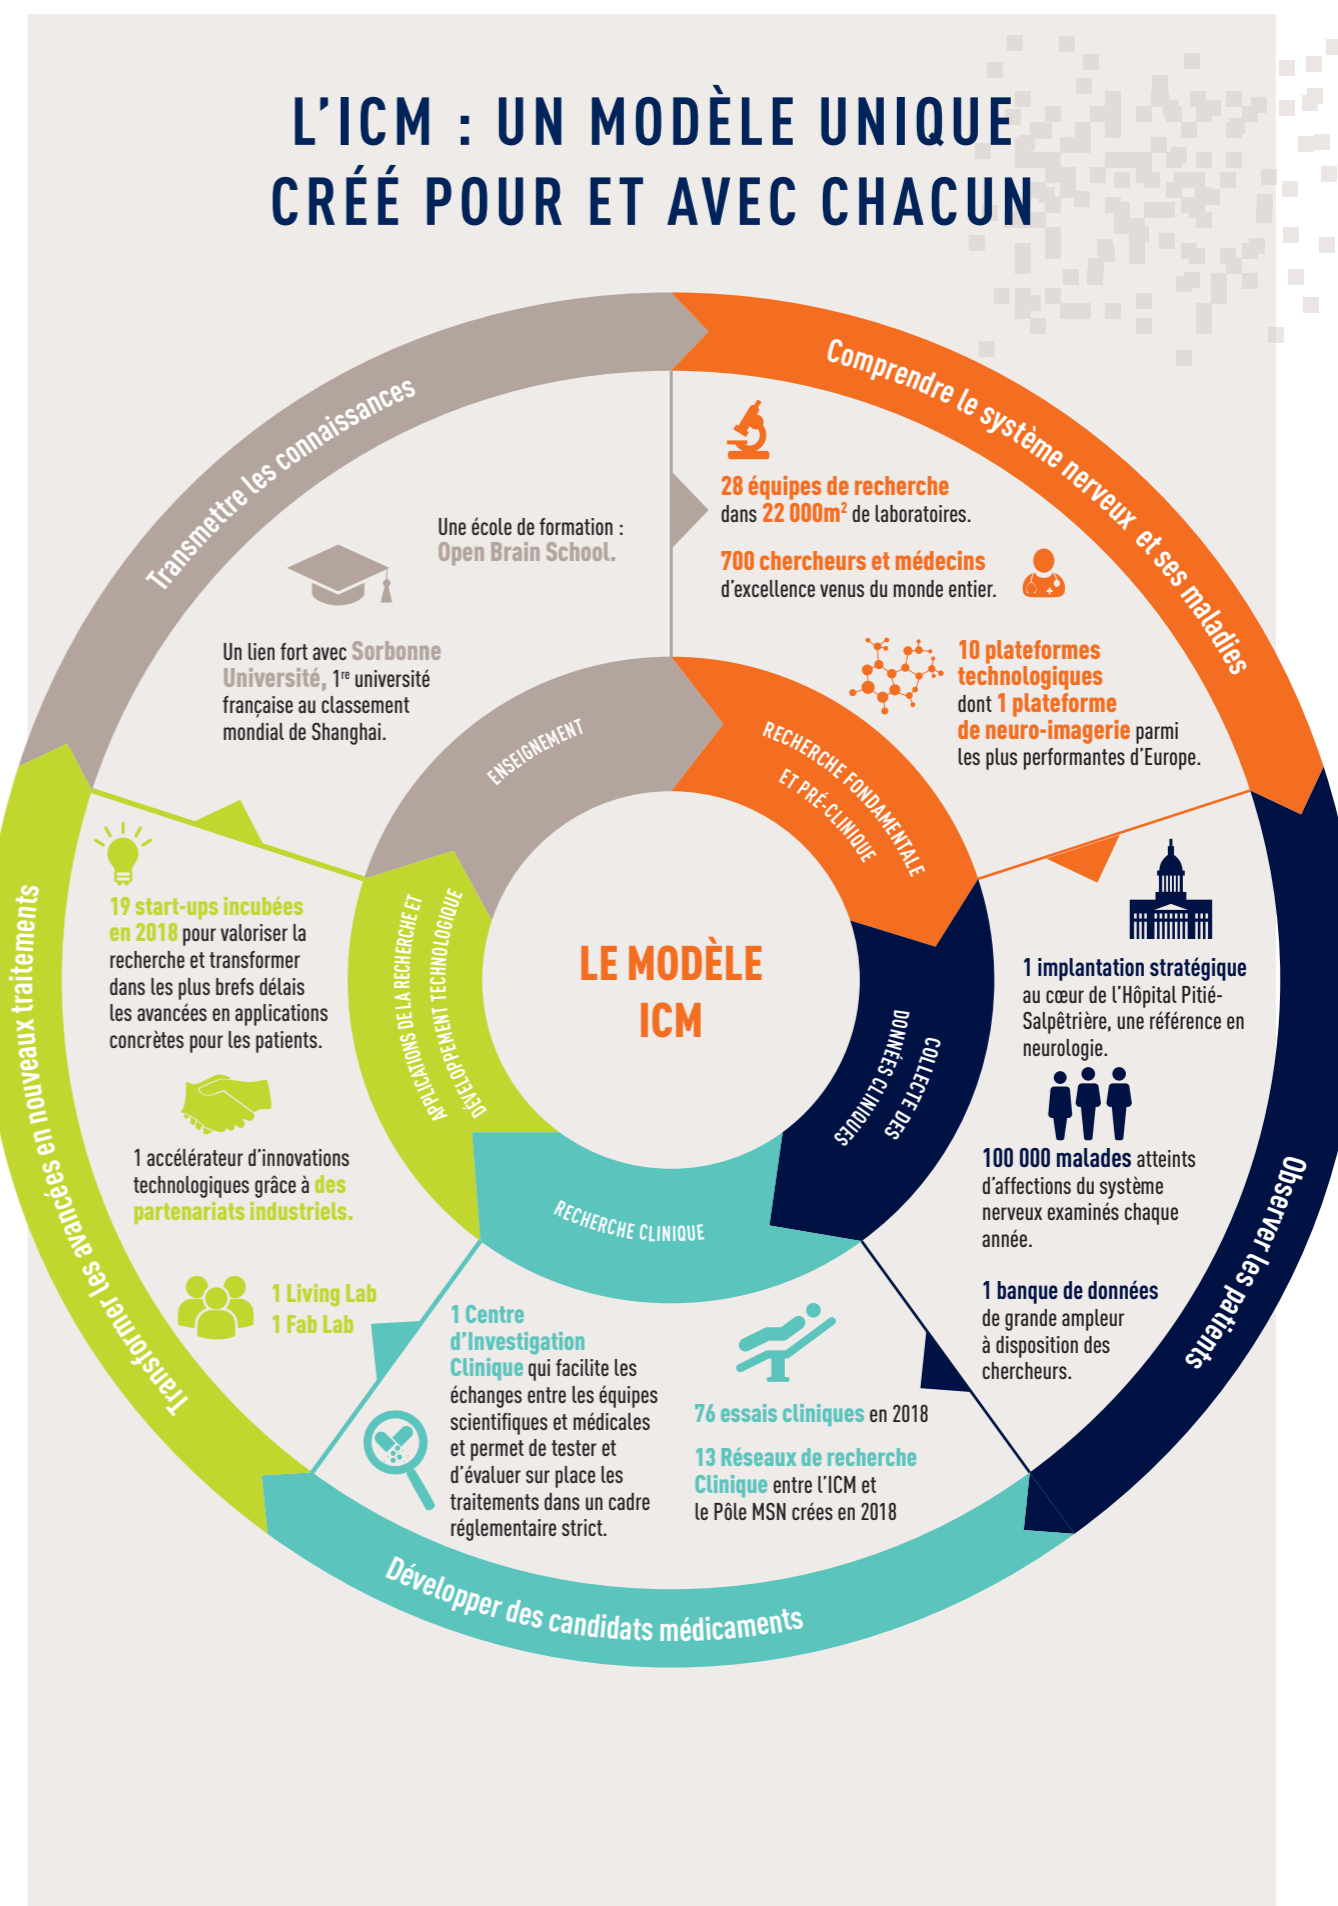 L’ICM : UN MODÈLE UNIQUE
CRÉÉ POUR ET AVEC CHACUN
Comprendre le système nerveux et ses maladies
28 équipes de recherche
dans 22 000m² de laboratoires.
700 chercheurs et médecins
d’excellence venus du monde entier.
10 plateformes
technologiques
dont 1 plateforme
de neuro-imagerie parmi
les plus performantes d’Europe.
RECHERCHE FONDAMENTALE
ET PRÉ-CLINIQUE
Observer les patients
1 implantation stratégique
au cœur de l’Hôpital Pitié-
Salpêtrière, une référence en
neurologie.
100 000 malades atteints
d’affections du système
nerveux examinés chaque
année.
1 banque de données
de grande ampleur
à disposition des
chercheurs.
COLLECTE DES
DONNÉES CLINIQUES
Développer des candidats médicaments
1 Centre
d’Investigation
Clinique qui facilite les
échanges entre les équipes
scientifiques et médicales
et permet de tester et
d’évaluer sur place les
traitements dans un cadre
réglementaire strict.
76 essais cliniques en 2018
13 Réseaux de recherche
Clinique entre l’ICM et
le Pôle MSN crées en 2018
RECHERCHE CLINIQUE
Transformer les avancées en nouveaux traitements
19 start-ups incubées
en 2018 pour valoriser la
recherche et transformer
dans les plus brefs délais
les avancées en applications
concrètes pour les patients.
1 accélérateur d’innovations
technologiques grâce à des
partenariats industriels.
1 Living Lab
1 Fab Lab
APPLICATIONS DE LA RECHERCHE ET
DÉVELOPPEMENT TECHNOLOGIQUE
Transmettre les connaissances
Une école de formation :
Open Brain School.
Un lien fort avec Sorbonne
Université, 1re université
française au classement
mondial de Shanghai.
ENSEIGNEMENT
LE MODÈLE
ICM